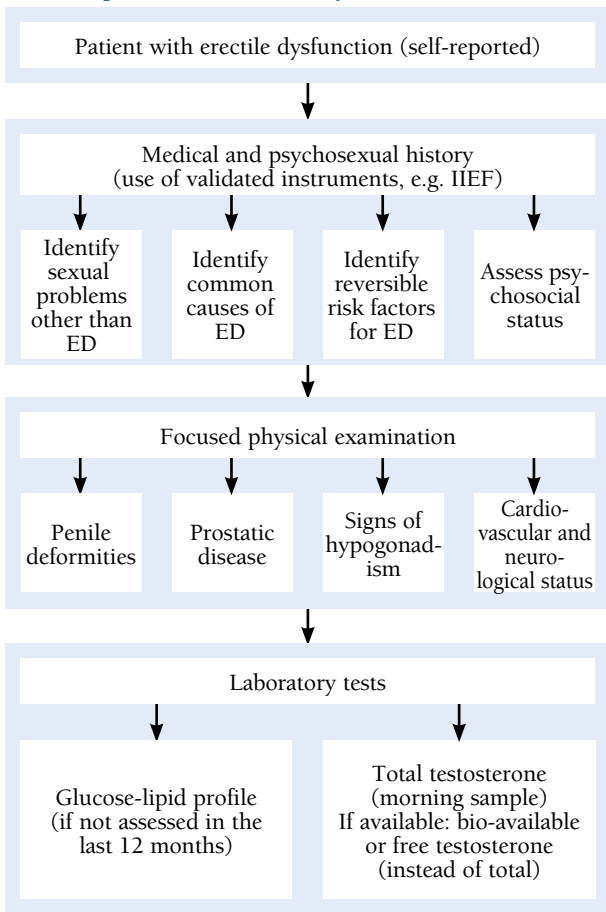 Patient with erectile dysfunction (self-reported)
Medical and psychosexual history
(use of validated instruments, e.g. IIEF)
Identify
sexual
problems
other than
ED
Identify
common
causes of
ED
Identify
reversible
risk factors
for ED
Assess psy-
chosocial
status
Focused physical examination
Penile
deformities
Prostatic
disease
Signs of
hypogonad-
ism
Cardio-
vascular and
neuro-
logical status
Laboratory tests
Glucose-lipid profile
(if not assessed in the
last 12 months)
Total testosterone
(morning sample)
If available: bio-available
or free testosterone
(instead of total)